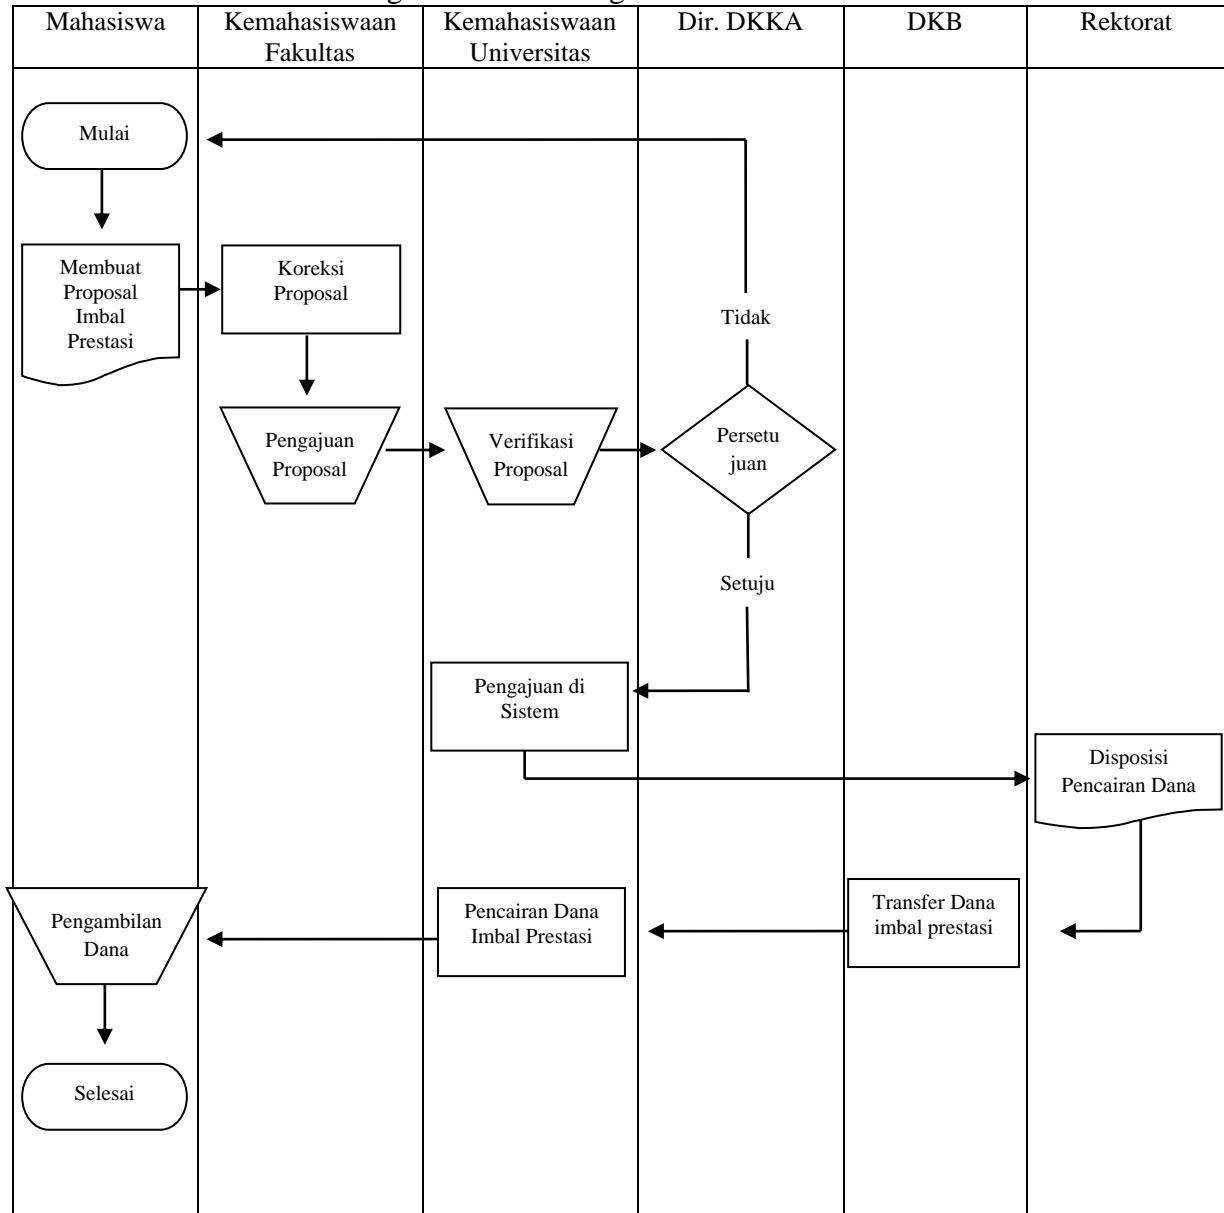 Mahasiswa
Kemahasiswaan
Fakultas
Kemahasiswaan
Universitas
Dir. DKKA
DKB
Rektorat
Mulai
Membuat
Proposal
Imbal
Prestasi
Koreksi
Proposal
Tidak
Pengajuan
Proposal
Verifikasi
Proposal
Persetu
juan
Setuju
Pengajuan di
Sistem
Disposisi
Pencairan Dana
Pengambilan
Dana
Pencairan Dana
Imbal Prestasi
Transfer Dana
imbal prestasi
Selesai